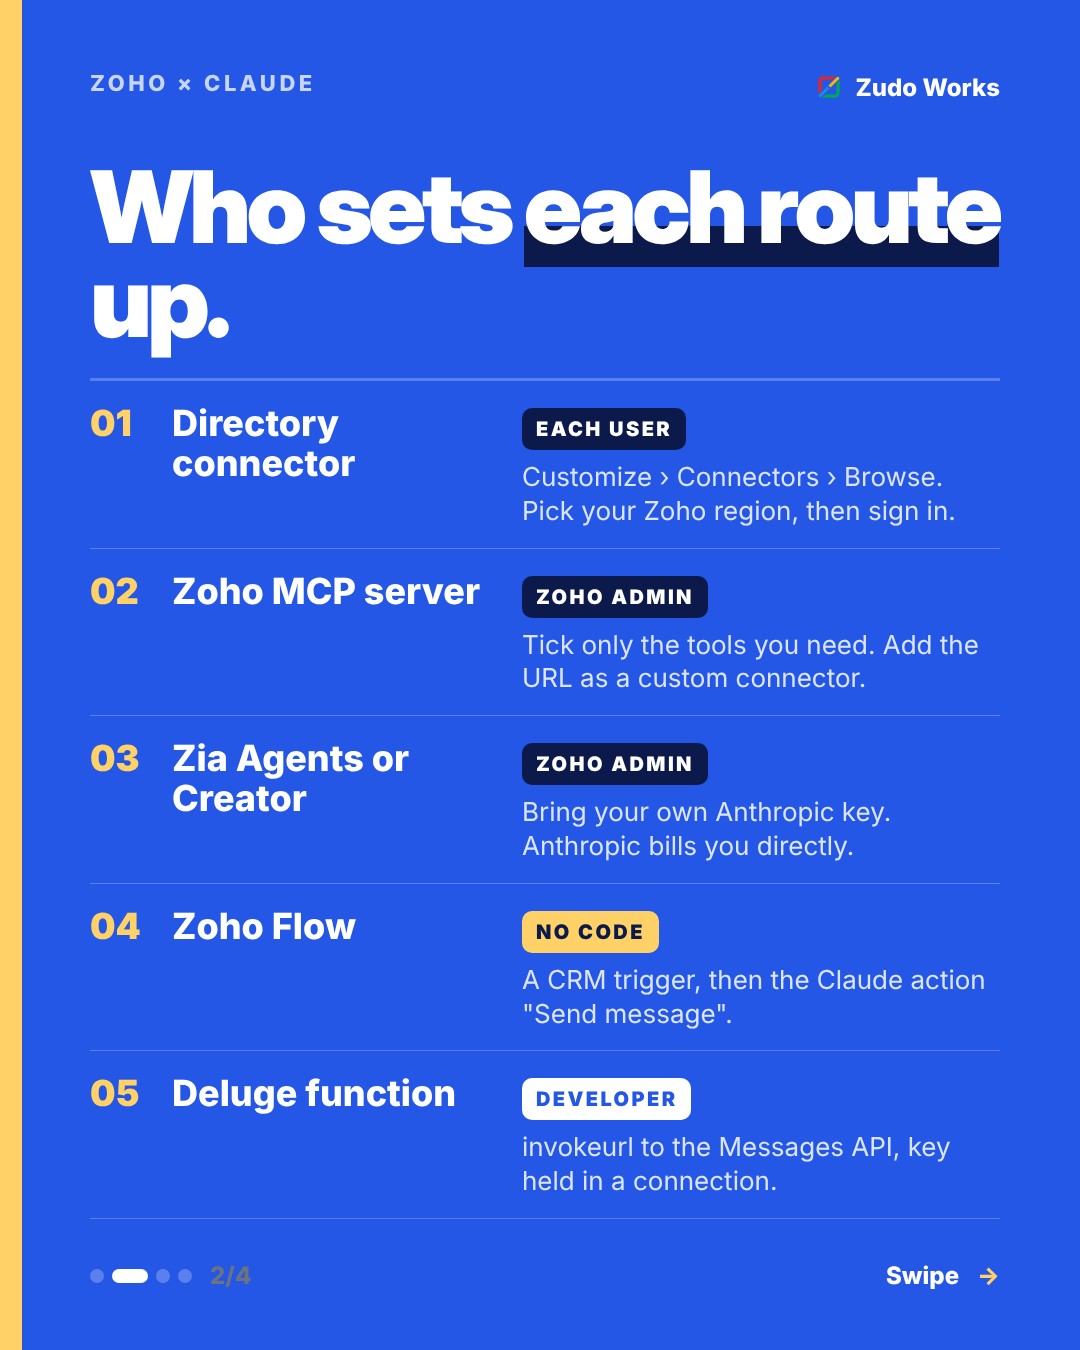 ZOHO × CLAUDE
Zudo Works
Who sets each route
up.
01
Directory
connector
EACH USER
Customize › Connectors › Browse.
Pick your Zoho region, then sign in.
02
Zoho MCP server
ZOHO ADMIN
Tick only the tools you need. Add the
URL as a custom connector.
03
Zia Agents or
Creator
ZOHO ADMIN
Bring your own Anthropic key.
Anthropic bills you directly.
04
Zoho Flow
NO CODE
A CRM trigger, then the Claude action
"Send message".
05
Deluge function
DEVELOPER
invokeurl to the Messages API, key
held in a connection.
2/4
Swipe →